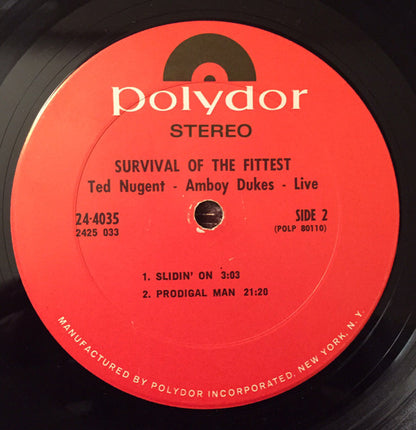 polydor
STEREO
SURVIVAL OF THE FITTEST
Ted Nugent - Amboy Dukes - Live
24-4035 SIDE 2
2425 033 (POLP 80110)
1. SLIDIN' ON 3:03
2. PRODIGAL MAN 21:20
MANUFACTURED BY POLYDOR INCORPORATED, NEW YORK, N.Y.